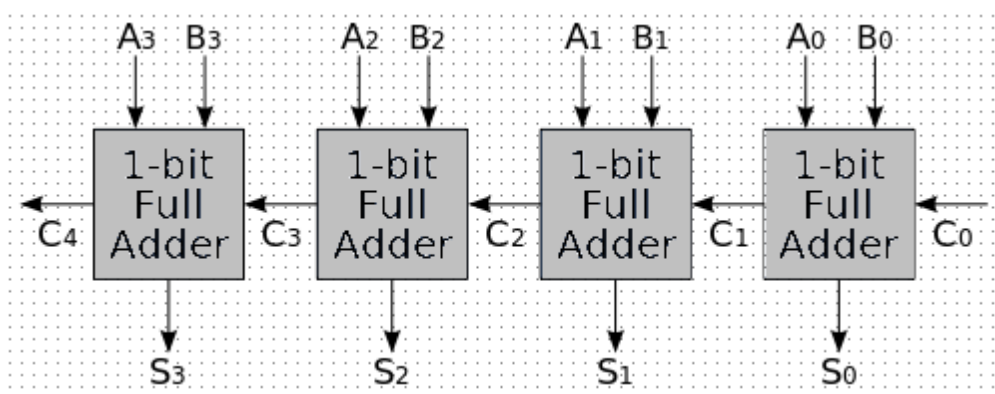 A3 B3 A2 B2 A1 B1 A0 B0
1-bit Full Adder
1-bit Full Adder
1-bit Full Adder
1-bit Full Adder
C4 C3 C2 C1 C0
S3 S2 S1 S0